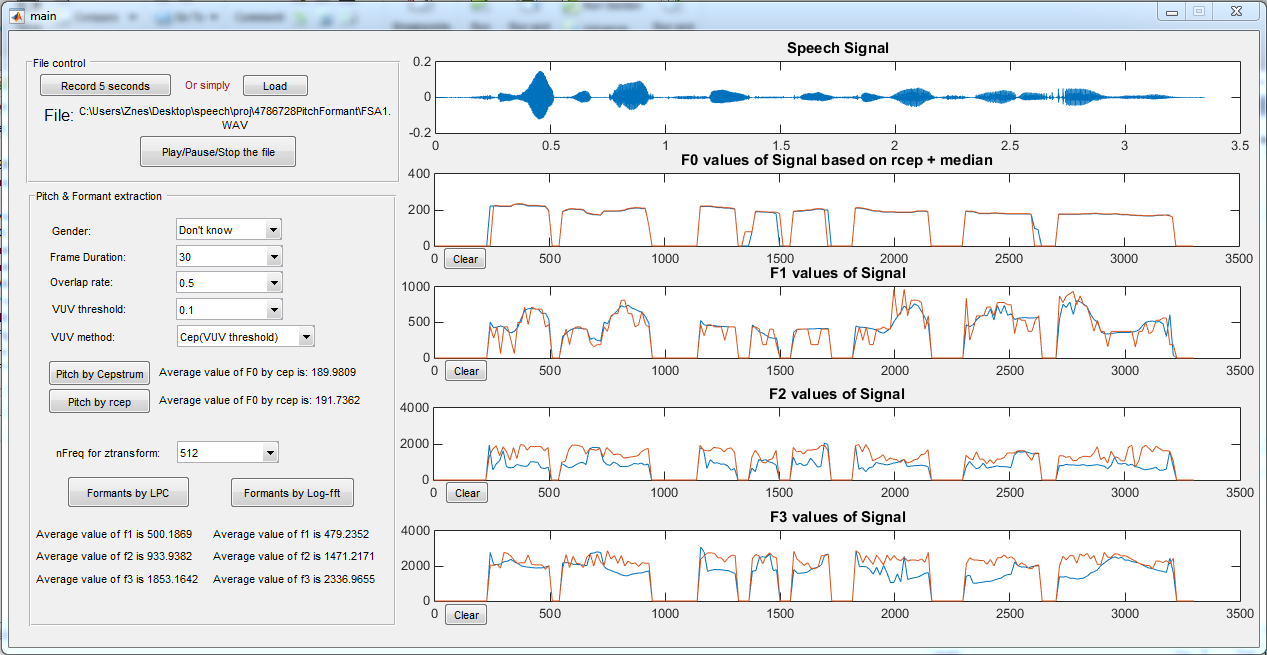 main
File control
Record 5 seconds Or simply Load
File: C:\Users\Znes\Desktop\speech\proj\4786728PitchFormant\FSA1.
WAV
Play/Pause/Stop the file
Pitch & Formant extraction
Gender: Don't know
Frame Duration: 30
Overlap rate: 0.5
VUV threshold: 0.1
VUV method: Cep(VUV threshold)
Pitch by Cepstrum Average value of F0 by cep is: 189.9809
Pitch by rcep Average value of F0 by rcep is: 191.7362
nFreq for ztransform: 512
Formants by LPC Formants by Log-fft
Average value of f1 is 500.1869 Average value of f1 is 479.2352
Average value of f2 is 933.9382 Average value of f2 is 1471.2171
Average value of f3 is 1853.1642 Average value of f3 is 2336.9655
Speech Signal
0.2
0
-0.2
0 0.5 1 1.5 2 2.5 3 3.5
F0 values of Signal based on rcep + median
400
200
0
0 500 1000 1500 2000 2500 3000 3500
Clear
F1 values of Signal
1000
500
0
0 500 1000 1500 2000 2500 3000 3500
Clear
F2 values of Signal
4000
2000
0
0 500 1000 1500 2000 2500 3000 3500
Clear
F3 values of Signal
4000
2000
0
0 500 1000 1500 2000 2500 3000 3500
Clear